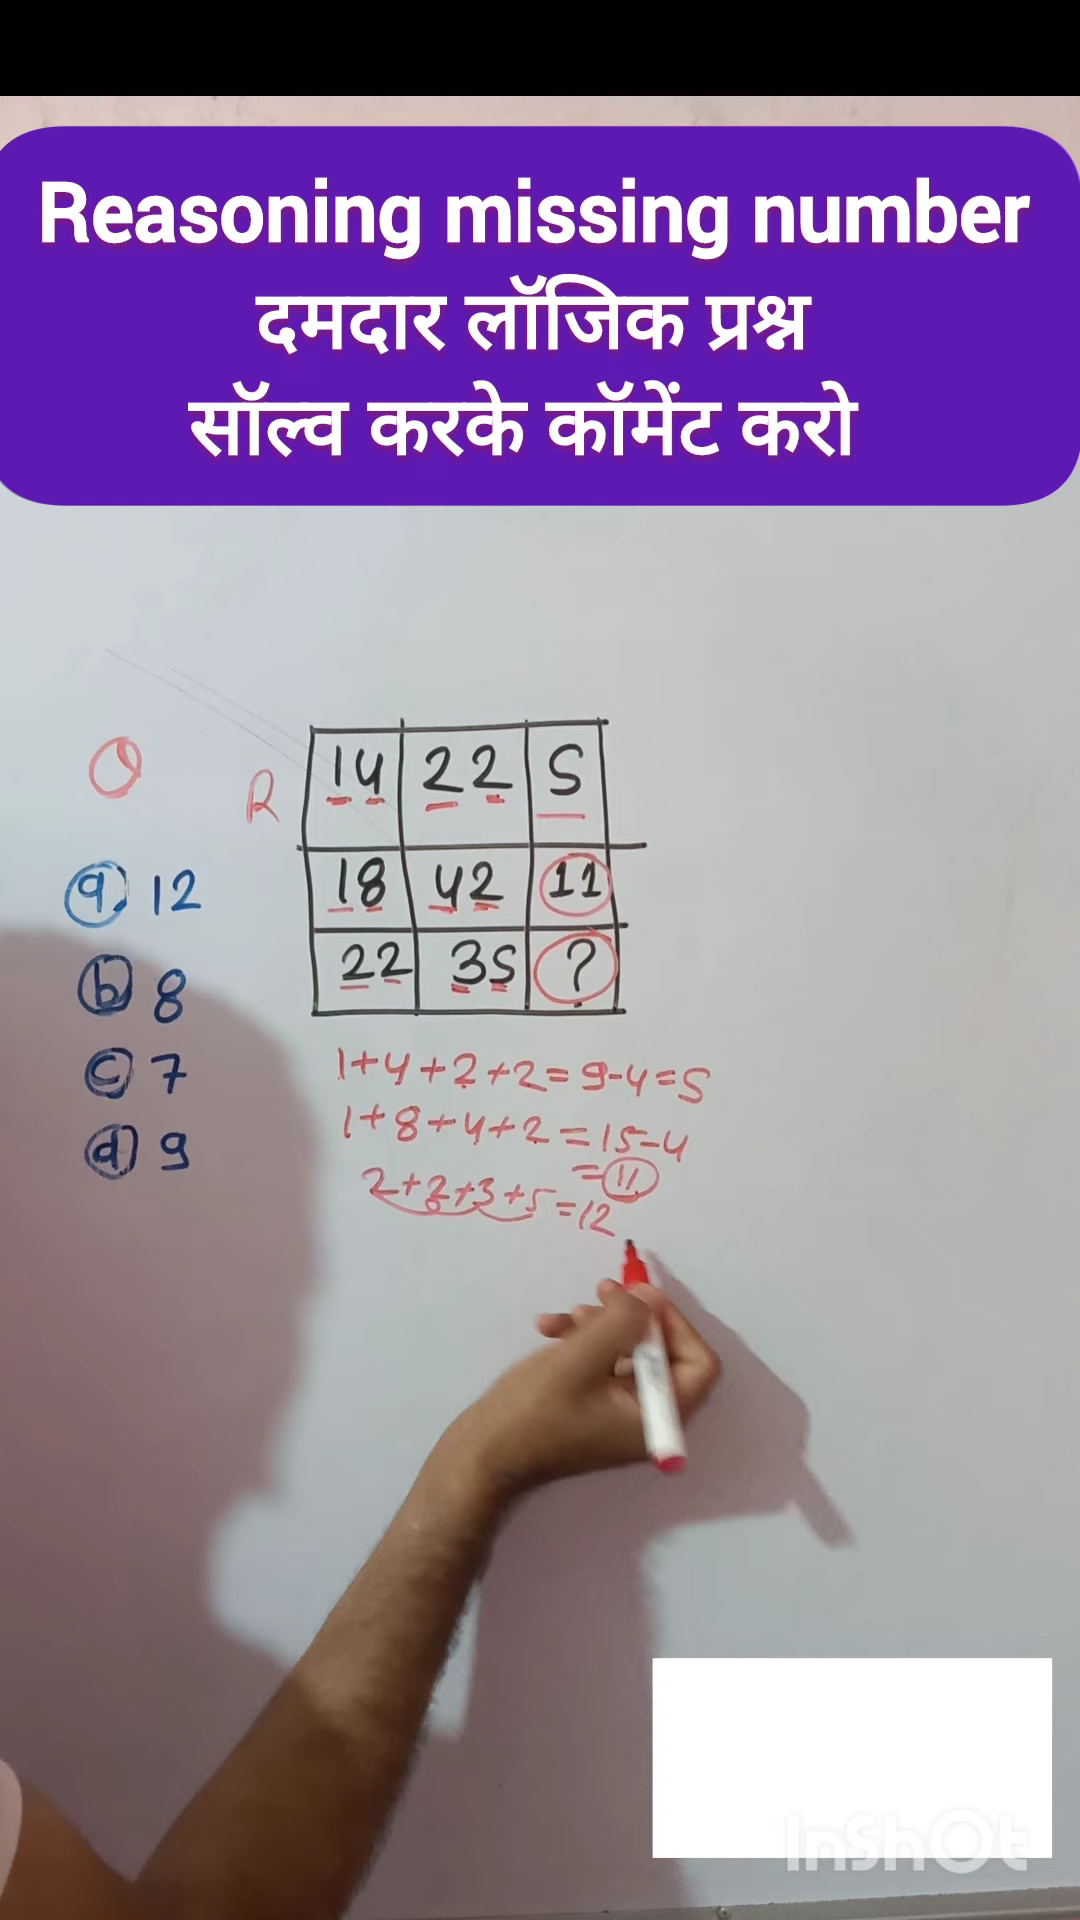 Reasoning missing number
दमदार लॉजिक प्रश्न
सॉल्व करके कॉमेंट करो
Q
R
14 22 5
18 42 11
22 35 ?
a 12
b 8
c 7
d 9
1+4+2+2=9-4=5
1+8+4+2=15-4
=11
2+2+3+5=12
InShOt